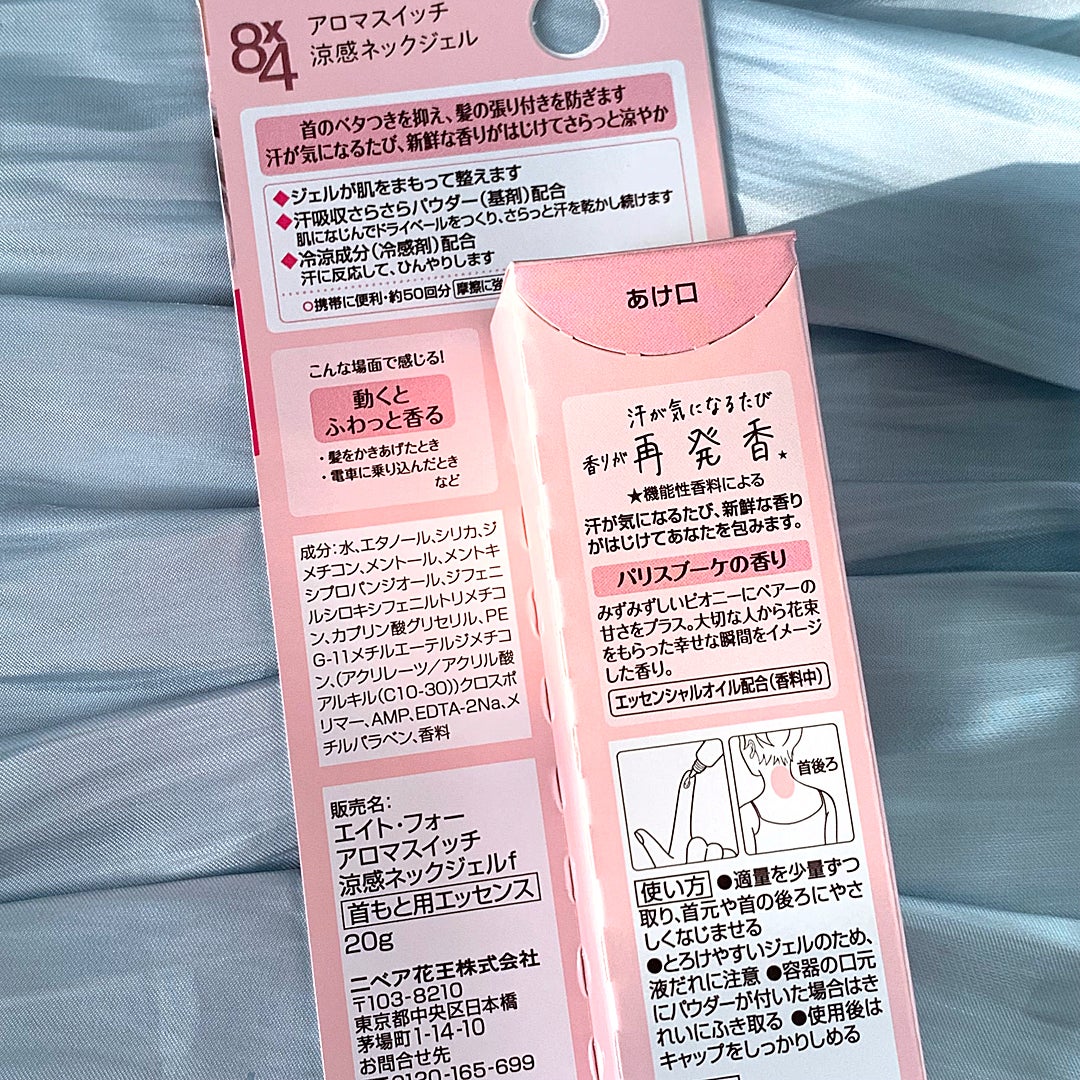 8x4
アロマスイッチ
涼感ネックジェル
首のベタつきを抑え、髪の張り付きを防ぎます
汗が気になるたび、新鮮な香りがはじけてさらっと涼やか
◆ジェルが肌をまもって整えます
◆汗吸収さらさらパウダー(基剤)配合
肌になじんでドライベールをつくり、さらっと汗を乾かし続けます
◆冷涼成分(冷感剤)配合
汗に反応して、ひんやりします
○携帯に便利・約50回分 摩擦に強
こんな場面で感じる!
動くと
ふわっと香る
・髪をかきあげたとき
・電車に乗り込んだとき
など
成分:水、エタノール、シリカ、ジ
メチコン、メントール、メントキ
シプロパンジオール、ジフェニ
ルシロキシフェニルトリメチコ
ン、カプリン酸グリセリル、PE
G-11メチルエーテルジメチコ
ン、(アクリレーツ/アクリル酸
アルキル(C10-30))クロスポ
リマー、AMP、EDTA-2Na、メ
チルパラベン、香料
販売名:
エイト・フォー
アロマスイッチ
涼感ネックジェルf
首もと用エッセンス
20g
ニベア花王株式会社
〒103-8210
東京都中央区日本橋
茅場町1-14-10
お問合せ先
0120-165-699
あけ口
汗が気になるたび
香りが再発香★
★機能性香料による
汗が気になるたび、新鮮な香り
がはじけてあなたを包みます。
パリスブーケの香り
みずみずしいピオニーにペアーの
甘さをプラス。大切な人から花束
をもらった幸せな瞬間をイメージ
した香り。
エッセンシャルオイル配合(香料中)
首後ろ
使い方 ●適量を少量ずつ
取り、首元や首の後ろにやさ
しくなじませる
●とろけやすいジェルのため、
液だれに注意 ●容器の口元
にパウダーが付いた場合はき
れいにふき取る ●使用後は
キャップをしっかりしめる